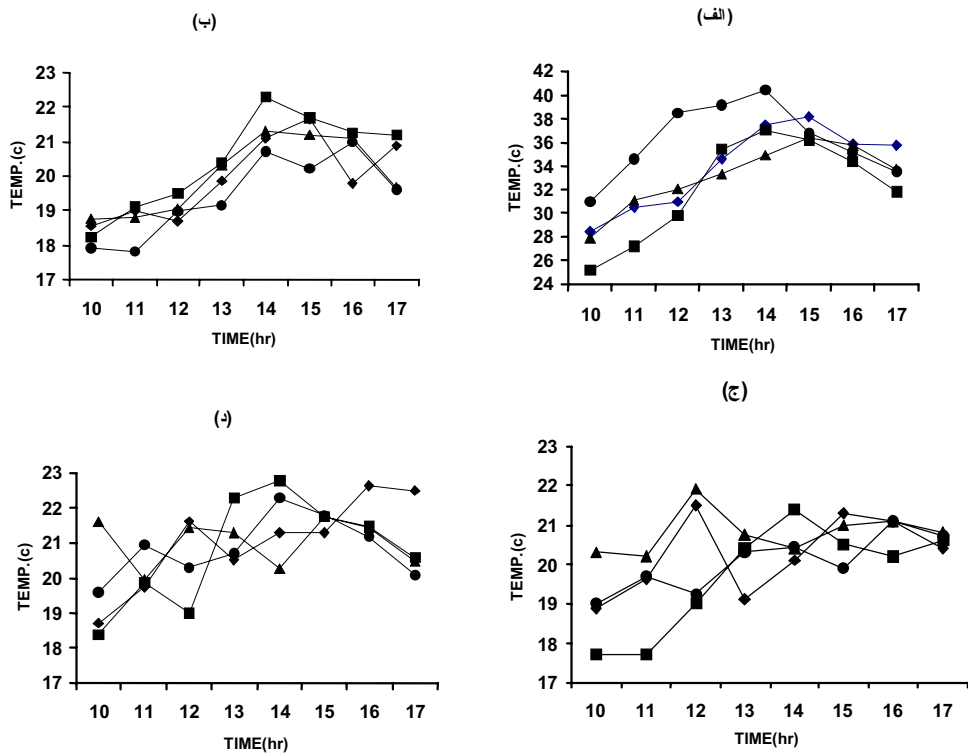 (الف)
TEMP.(c)
42
40
38
36
34
32
30
28
26
24
10 11 12 13 14 15 16 17
TIME(hr)
(ب)
TEMP.(c)
23
22
21
20
19
18
17
10 11 12 13 14 15 16 17
TIME(hr)
(ج)
TEMP.(c)
23
22
21
20
19
18
17
10 11 12 13 14 15 16 17
TIME(hr)
(د)
TEMP.(c)
23
22
21
20
19
18
17
10 11 12 13 14 15 16 17
TIME(hr)